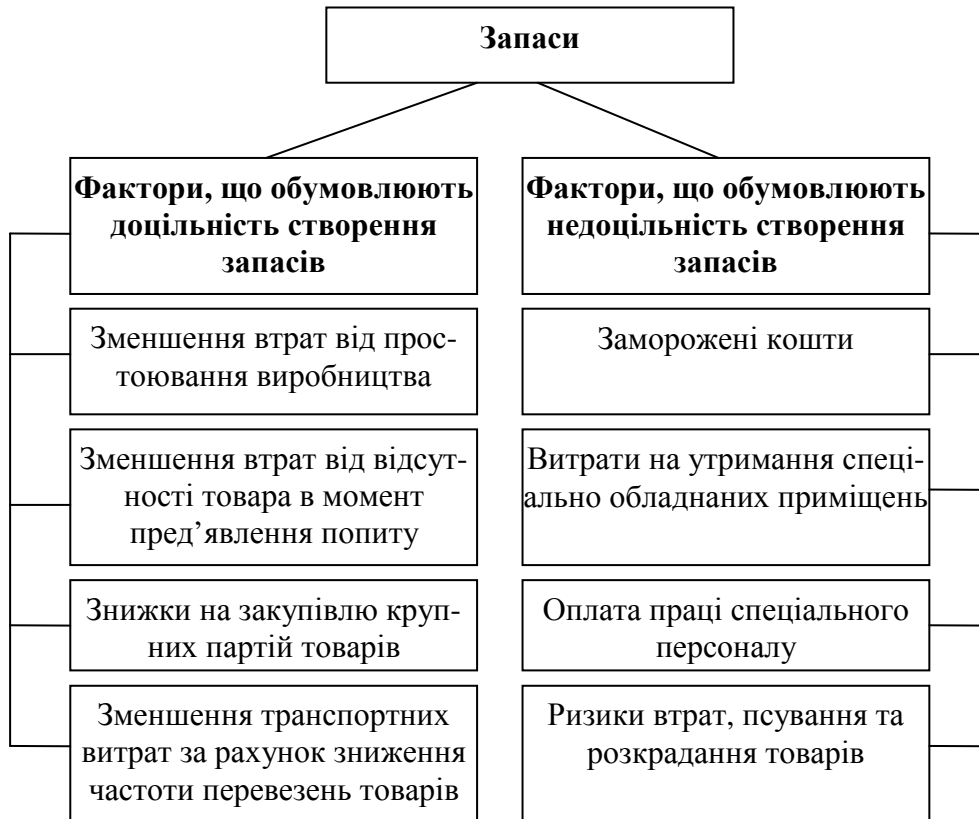 Запаси
Фактори, що обумовлюють
доцільність створення
запасів
Зменшення втрат від прос-
тоювання виробництва
Зменшення втрат від відсут-
ності товара в момент
пред’явлення попиту
Знижки на закупівлю круп-
них партій товарів
Зменшення транспортних
витрат за рахунок зниження
частоти перевезень товарів
Фактори, що обумовлюють
недоцільність створення
запасів
Заморожені кошти
Витрати на утримання спеці-
ально обладнаних приміщень
Оплата праці спеціального
персоналу
Ризики втрат, псування та
розкрадання товарів